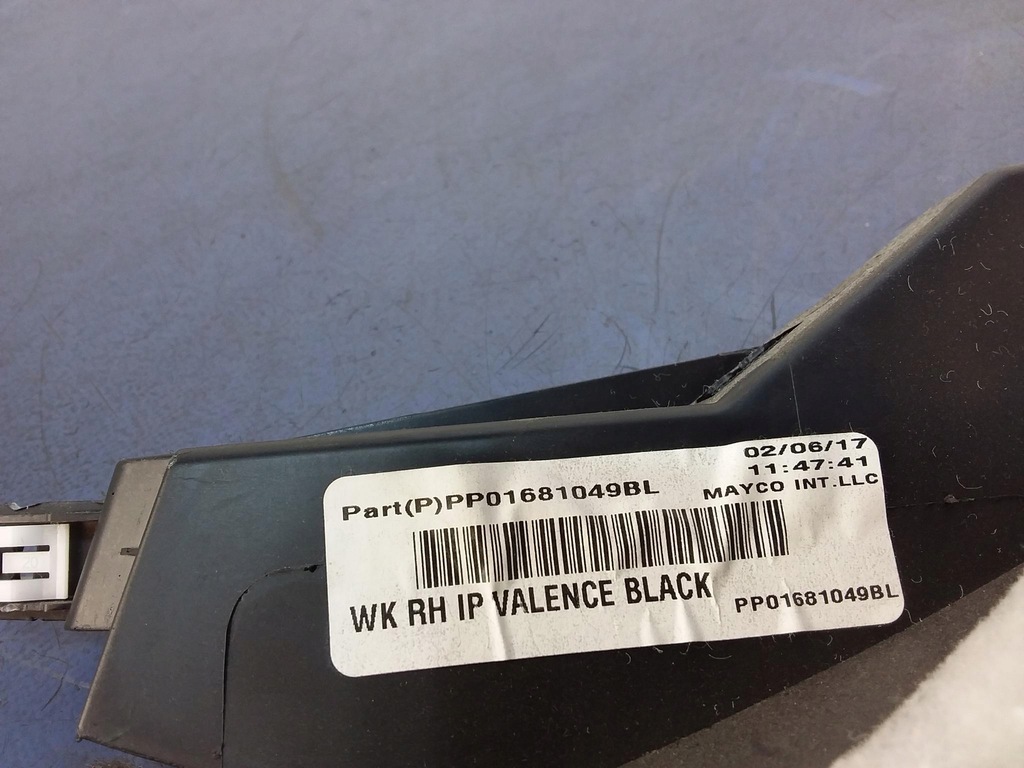 02/06/17
11:47:41
MAYCO INT.LLC
Part(P)PP01681049BL
WK RH IP VALENCE BLACK
PP01681049BL